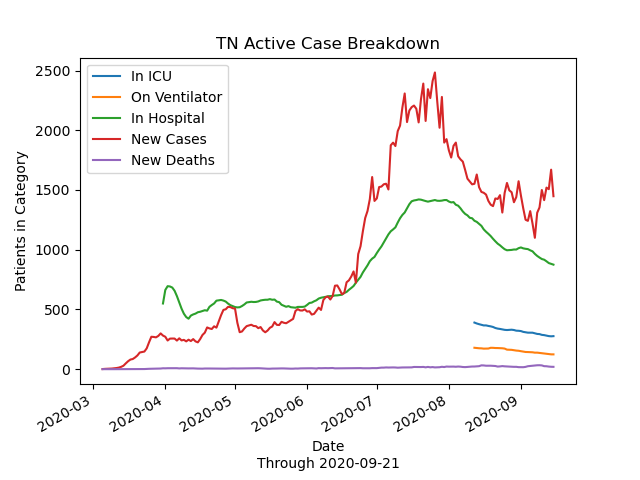 TN Active Case Breakdown
In ICU
On Ventilator
In Hospital
New Cases
New Deaths
Patients in Category
2500
2000
1500
1000
500
0
2020-03
2020-04
2020-05
2020-06
2020-07
2020-08
2020-09
Date
Through 2020-09-21